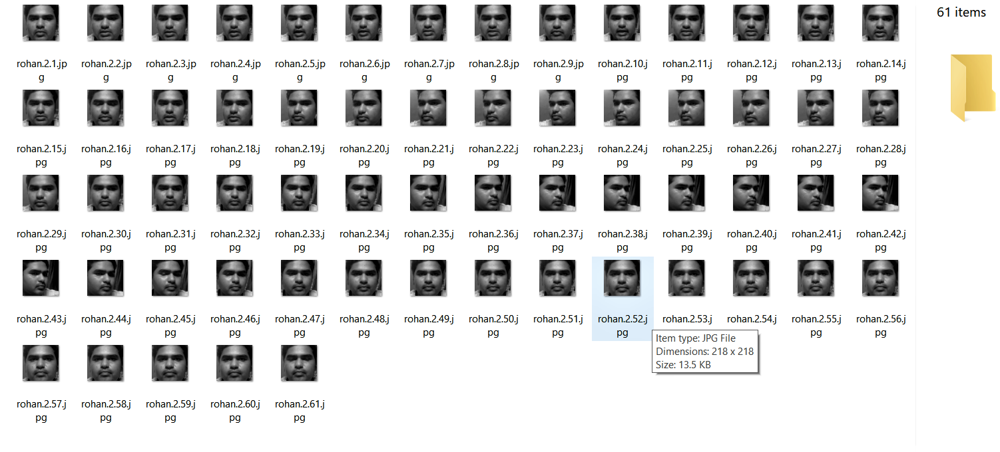 61 items
rohan.2.1.jp
g
rohan.2.2.jp
g
rohan.2.3.jp
g
rohan.2.4.jp
g
rohan.2.5.jp
g
rohan.2.6.jp
g
rohan.2.7.jp
g
rohan.2.8.jp
g
rohan.2.9.jp
g
rohan.2.10.j
pg
rohan.2.11.j
pg
rohan.2.12.j
pg
rohan.2.13.j
pg
rohan.2.14.j
pg
rohan.2.15.j
pg
rohan.2.16.j
pg
rohan.2.17.j
pg
rohan.2.18.j
pg
rohan.2.19.j
pg
rohan.2.20.j
pg
rohan.2.21.j
pg
rohan.2.22.j
pg
rohan.2.23.j
pg
rohan.2.24.j
pg
rohan.2.25.j
pg
rohan.2.26.j
pg
rohan.2.27.j
pg
rohan.2.28.j
pg
rohan.2.29.j
pg
rohan.2.30.j
pg
rohan.2.31.j
pg
rohan.2.32.j
pg
rohan.2.33.j
pg
rohan.2.34.j
pg
rohan.2.35.j
pg
rohan.2.36.j
pg
rohan.2.37.j
pg
rohan.2.38.j
pg
rohan.2.39.j
pg
rohan.2.40.j
pg
rohan.2.41.j
pg
rohan.2.42.j
pg
rohan.2.43.j
pg
rohan.2.44.j
pg
rohan.2.45.j
pg
rohan.2.46.j
pg
rohan.2.47.j
pg
rohan.2.48.j
pg
rohan.2.49.j
pg
rohan.2.50.j
pg
rohan.2.51.j
pg
rohan.2.52.j
pg
rohan.2.53.j
rohan.2.54.j
rohan.2.55.j
pg
rohan.2.56.j
pg
Item type: JPG File
Dimensions: 218 x 218
Size: 13.5 KB
rohan.2.57.j
pg
rohan.2.58.j
pg
rohan.2.59.j
pg
rohan.2.60.j
pg
rohan.2.61.j
pg